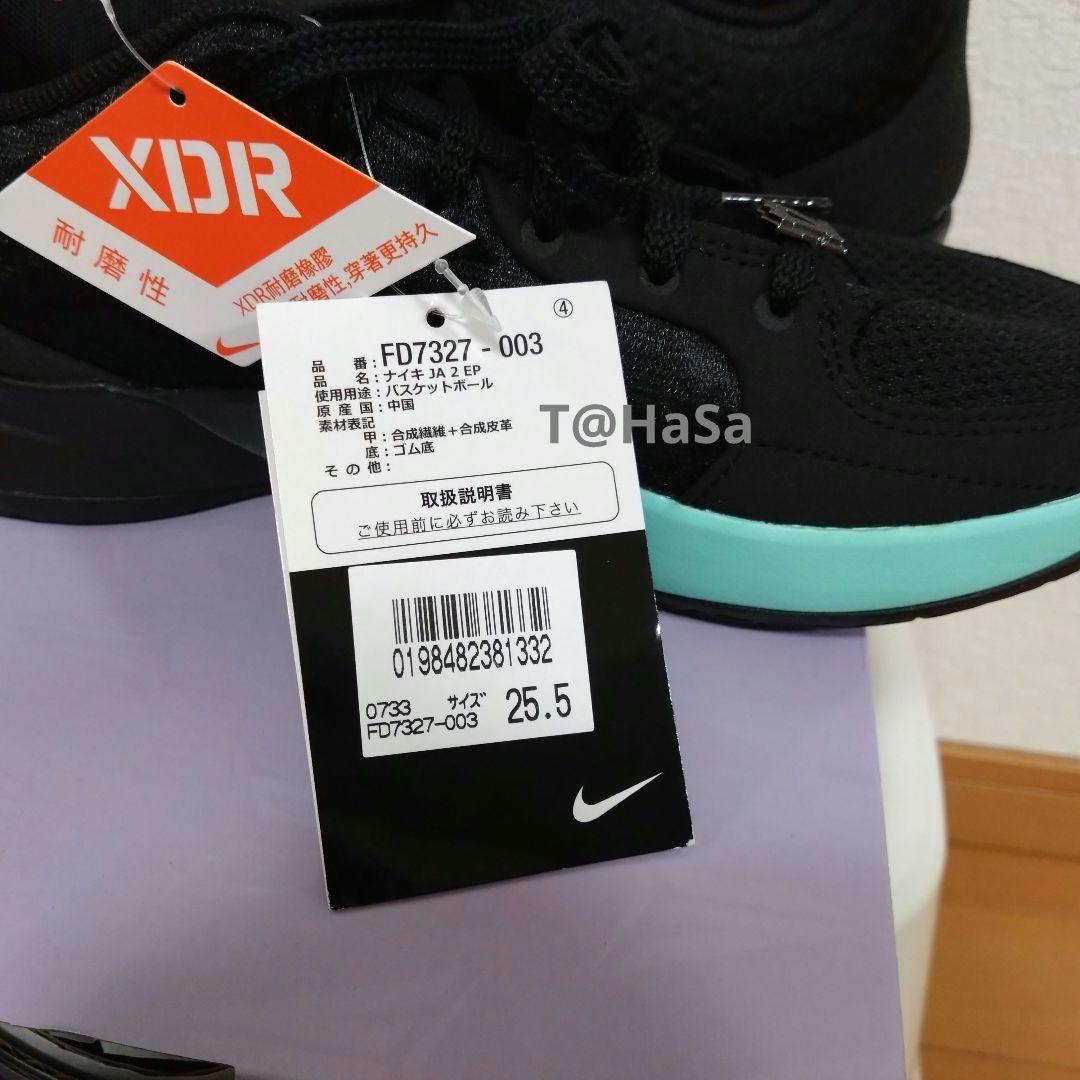 XDR
耐磨性
XDR耐磨橡膠
耐磨性,穿著更持久
④
品番:FD7327-003
品名:ナイキ JA 2 EP
使用用途:バスケットボール
原産国:中国
素材表記
甲:合成繊維+合成皮革
底:ゴム底
その他:
取扱説明書
ご使用前に必ずお読み下さい
0198482381332
0733 サイズ 25.5
FD7327-003
T@HaSa